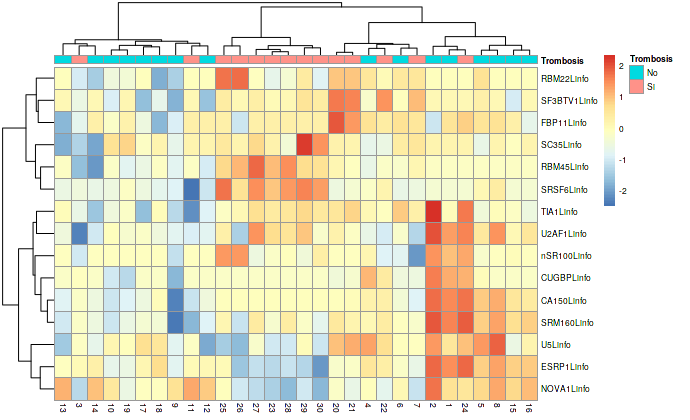 Trombosis
RBM22Linfo
SF3BTV1Linfo
FBP11Linfo
SC35Linfo
RBM45Linfo
SRSF6Linfo
TIA1Linfo
U2AF1Linfo
nSR100Linfo
CUGBPLinfo
CA150Linfo
SRM160Linfo
U5Linfo
ESRP1Linfo
NOVA1Linfo
13 3 14 10 19 17 18 9 11 12 25 26 27 23 28 29 30 20 21 4 22 6 7 2 1 24 5 8 15 16
2
1
0
-1
-2
Trombosis
No
Si